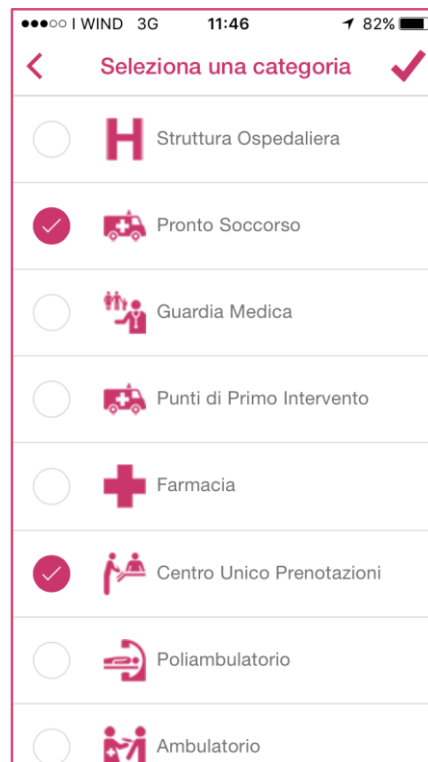 I WIND 3G 11:46 82%
Seleziona una categoria
H Struttura Ospedaliera
Pronto Soccorso
Guardia Medica
Punti di Primo Intervento
Farmacia
Centro Unico Prenotazioni
Poliambulatorio
Ambulatorio